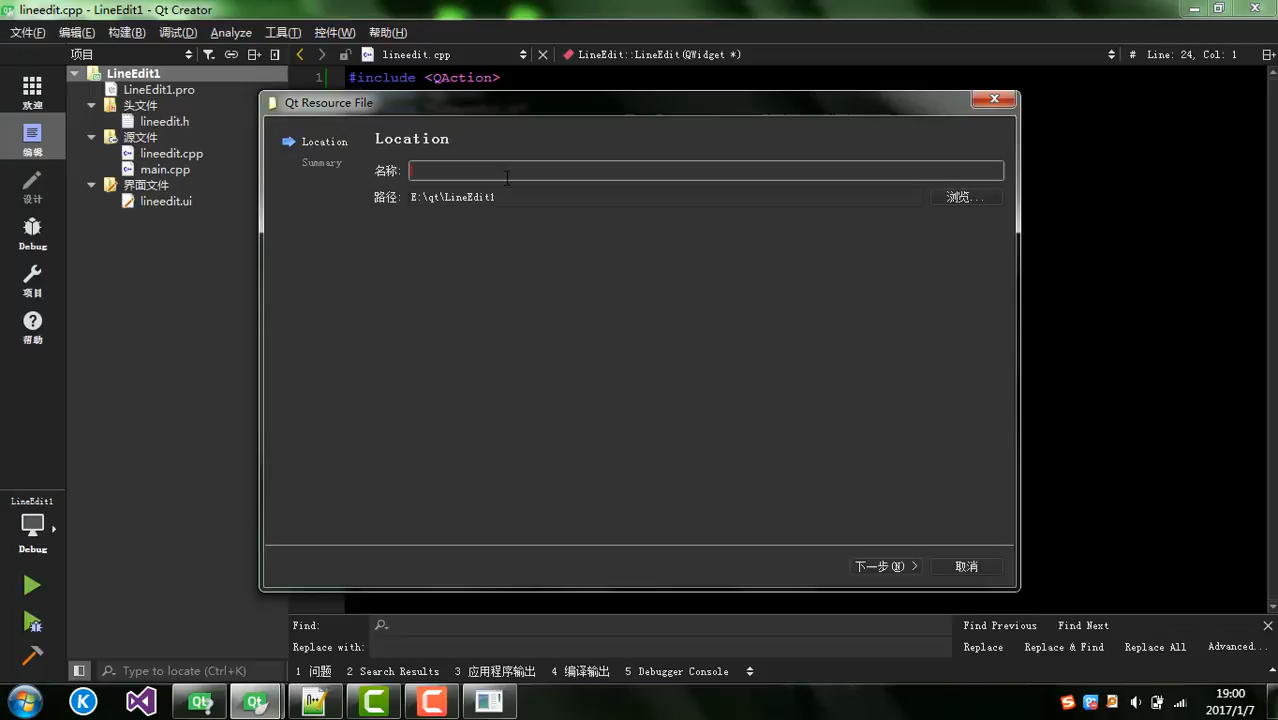 lineedit.cpp - LineEdit1 - Qt Creator
文件(F) 编辑(E) 构建(B) 调试(D) Analyze 工具(T) 控件(W) 帮助(H)
项目 lineedit.cpp LineEdit::LineEdit(QWidget *) # Line: 24, Col: 1
LineEdit1 1 #include <QAction>
LineEdit1.pro
头文件
lineedit.h
源文件
lineedit.cpp
main.cpp
界面文件
lineedit.ui
欢迎
编辑
设计
Debug
项目
帮助
LineEdit1
Debug
Qt Resource File
Location
Summary
Location
名称:
路径: E:\qt\LineEdit1 浏览...
下一步(N) > 取消
Find: Find Previous Find Next
Replace with: Replace Replace & Find Replace All Advanced...
Type to locate (Ctrl+K) 1 问题 2 Search Results 3 应用程序输出 4 编译输出 5 Debugger Console
19:00
2017/1/7